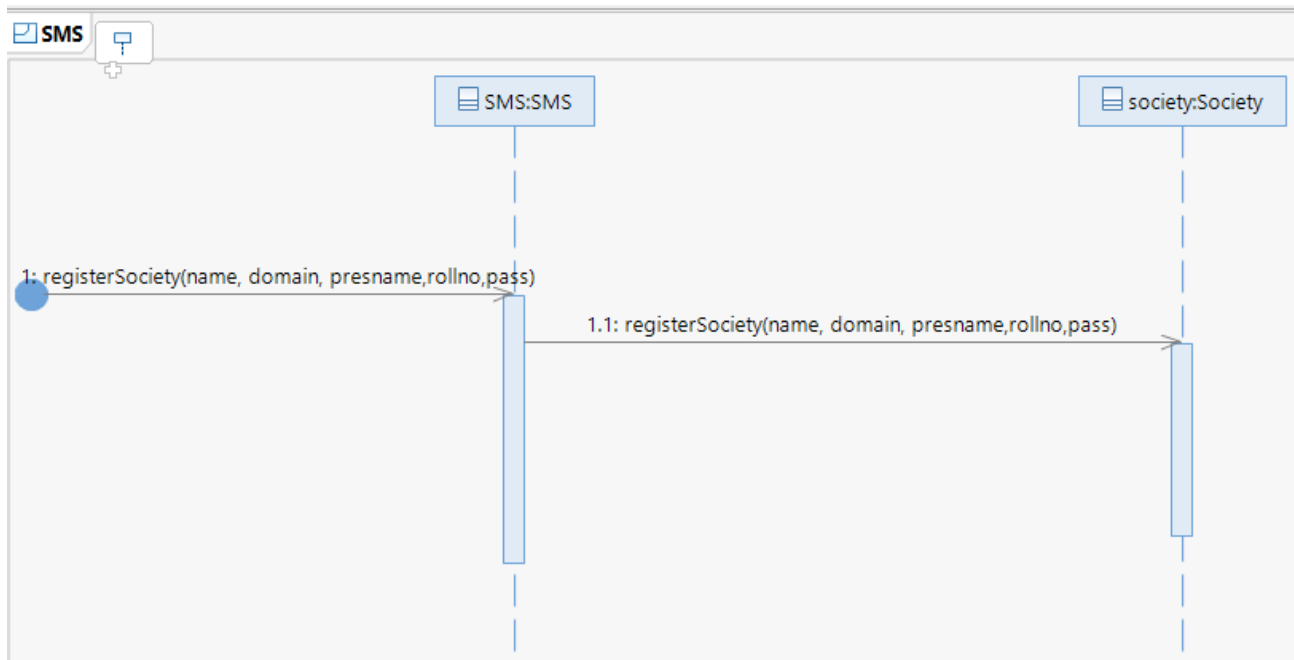 SMS
SMS:SMS
society:Society
1: registerSociety(name, domain, presname,rollno,pass)
1.1: registerSociety(name, domain, presname,rollno,pass)